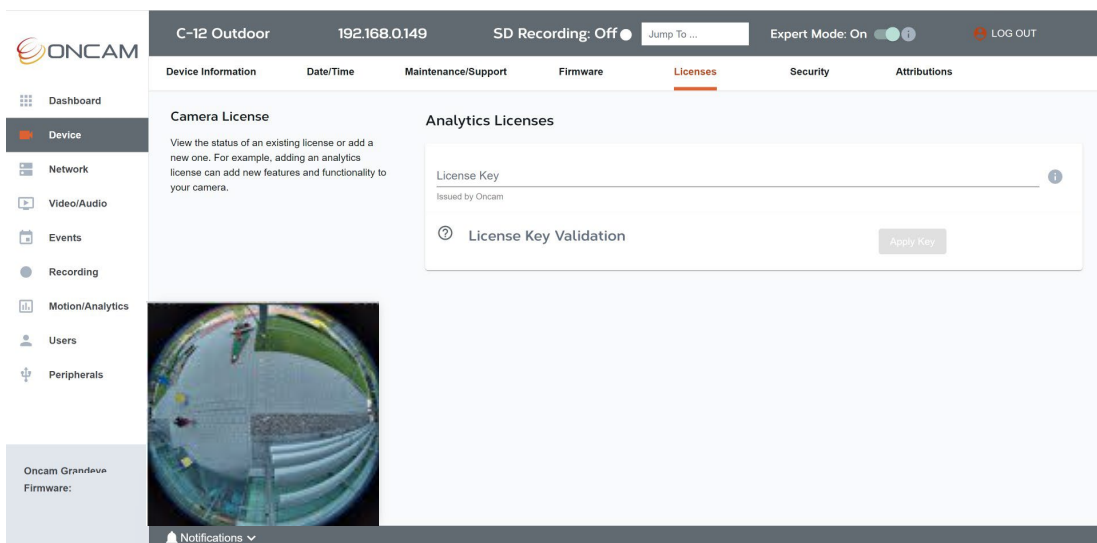 ONCAM
C-12 Outdoor
192.168.0.149
SD Recording: Off
Jump To ...
Expert Mode: On
LOG OUT
Device Information
Date/Time
Maintenance/Support
Firmware
Licenses
Security
Attributions
Dashboard
Device
Network
Video/Audio
Events
Recording
Motion/Analytics
Users
Peripherals
Oncam Grandeye
Firmware:
Camera License
View the status of an existing license or add a
new one. For example, adding an analytics
license can add new features and functionality to
your camera.
Analytics Licenses
License Key
Issued by Oncam
License Key Validation
Apply Key
Notifications